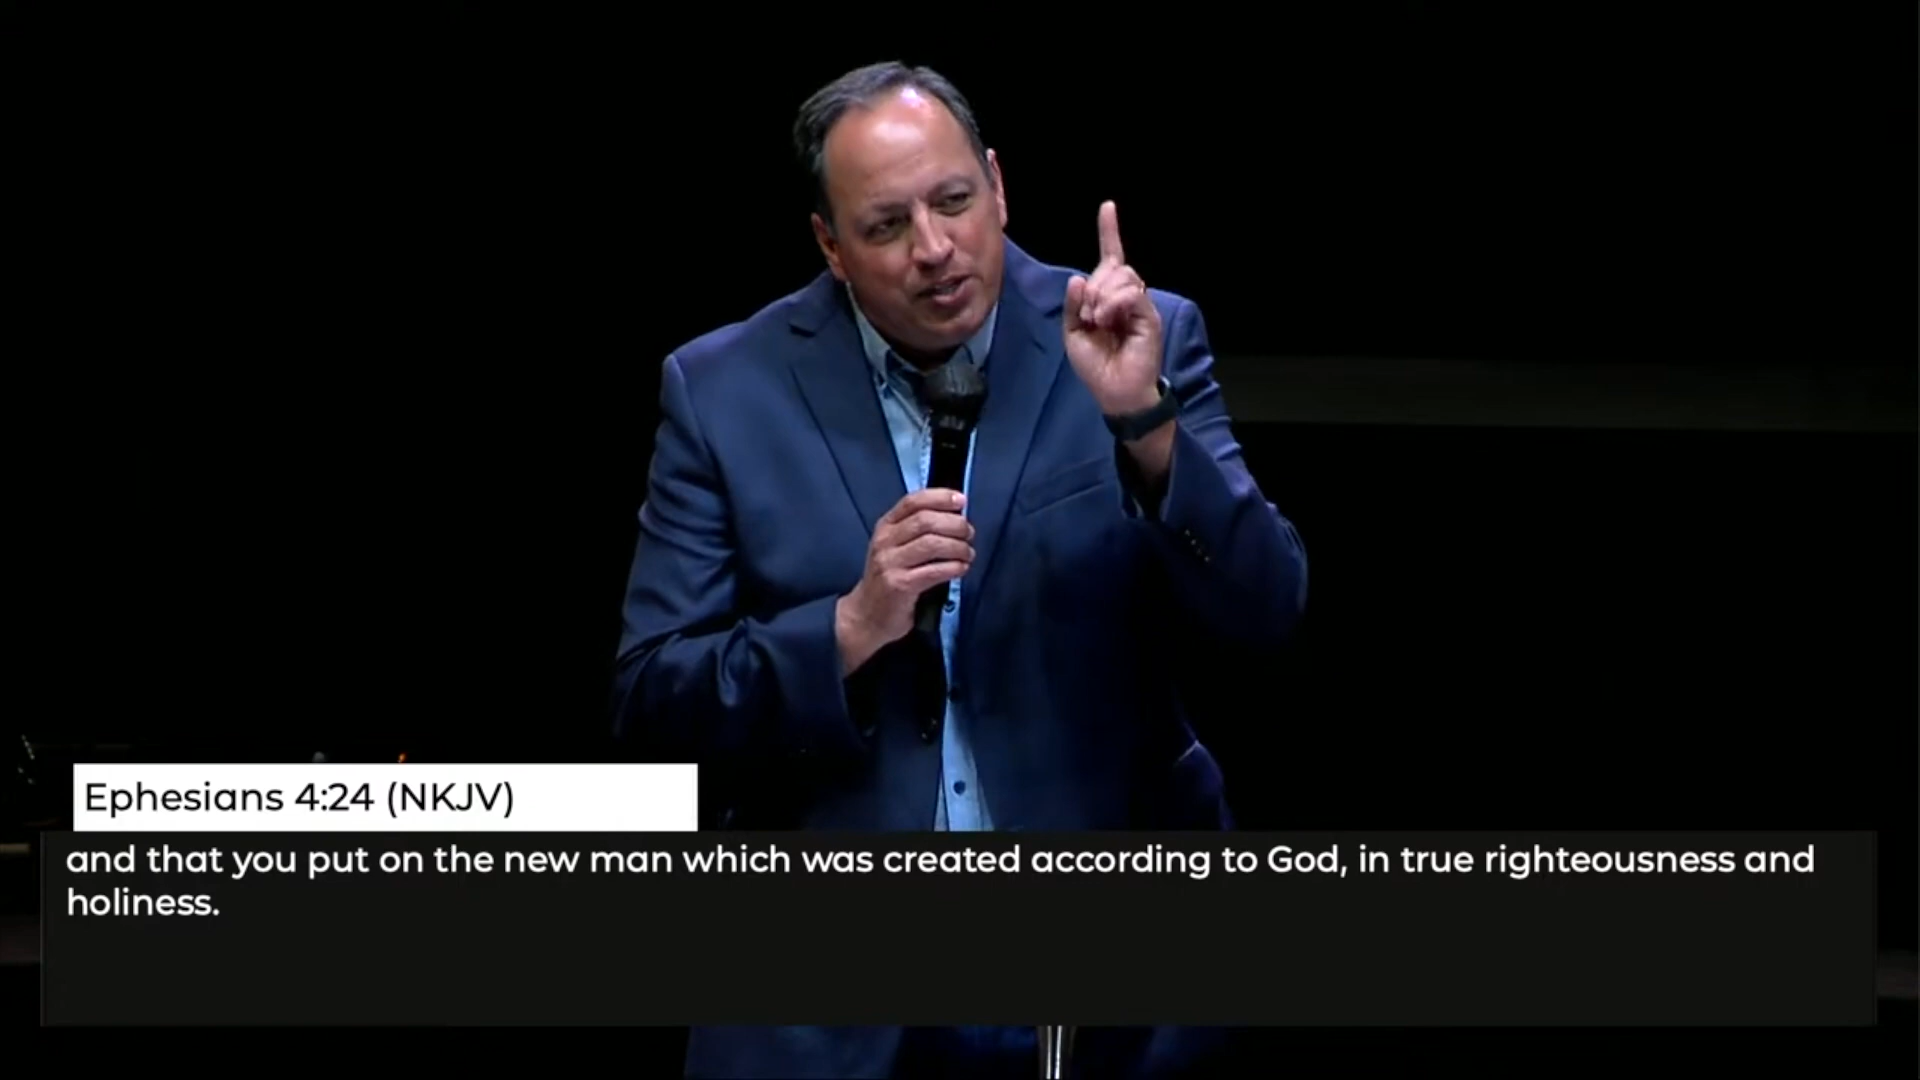 Ephesians 4:24 (NKJV)
and that you put on the new man which was created according to God, in true righteousness and
holiness.